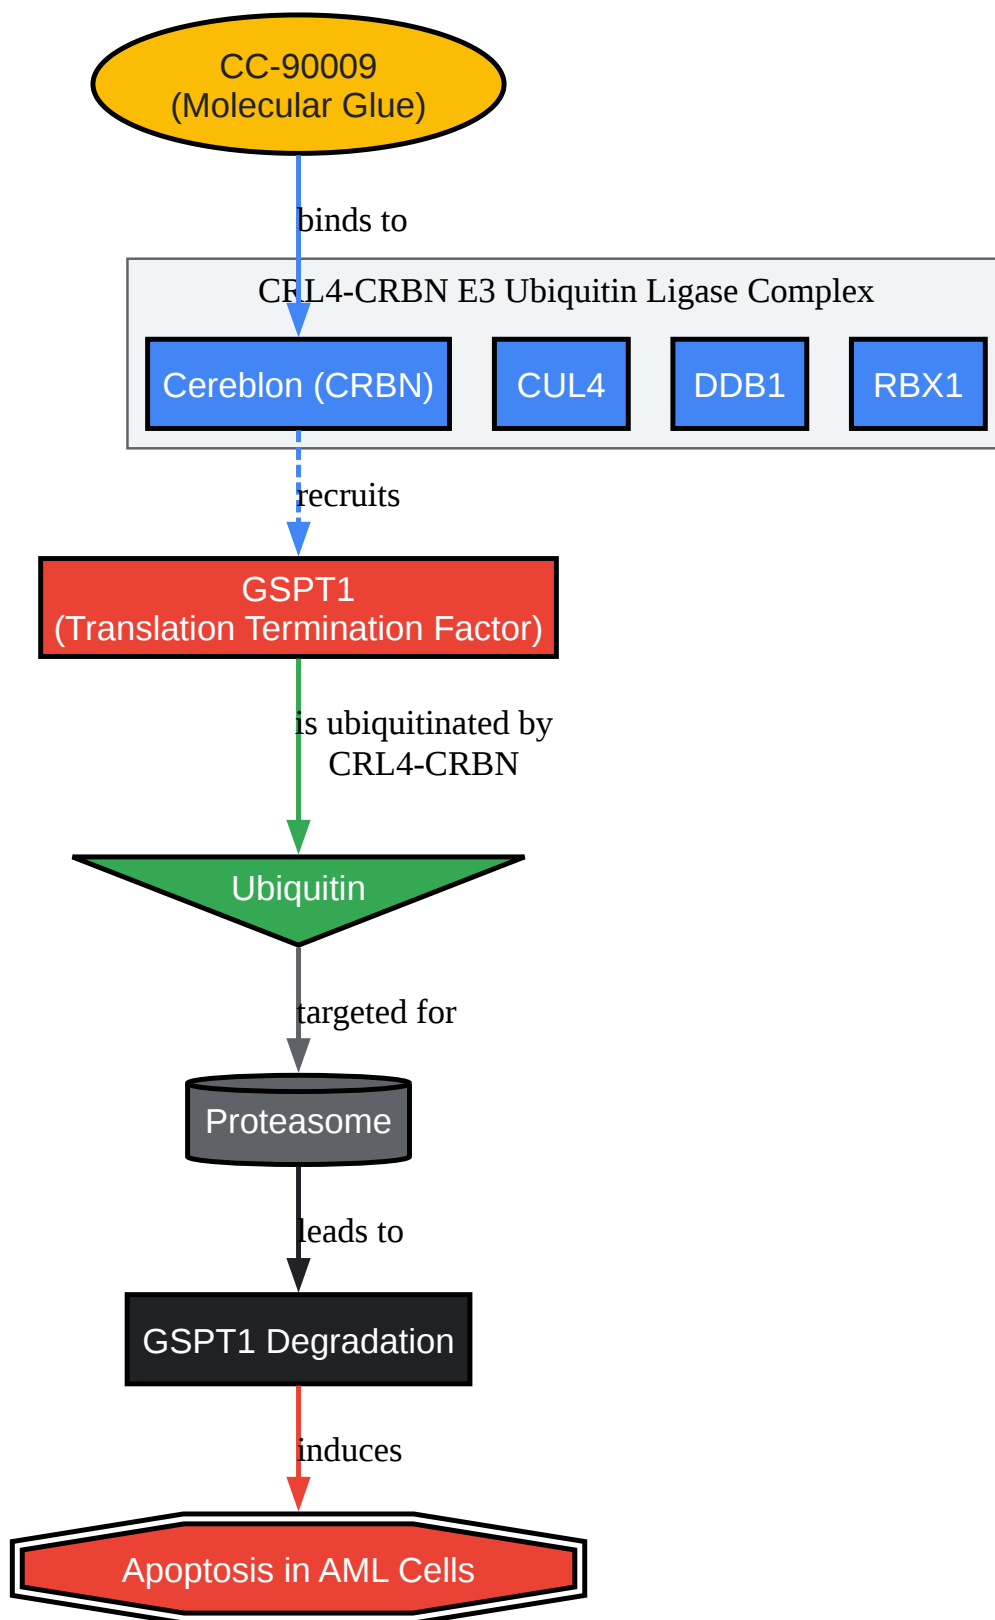 CC-90009
(Molecular Glue)
binds to
CRL4-CRBN E3 Ubiquitin Ligase Complex
Cereblon (CRBN)
CUL4
DDB1
RBX1
recruits
GSPT1
(Translation Termination Factor)
is ubiquitinated by
CRL4-CRBN
Ubiquitin
targeted for
Proteasome
leads to
GSPT1 Degradation
induces
Apoptosis in AML Cells